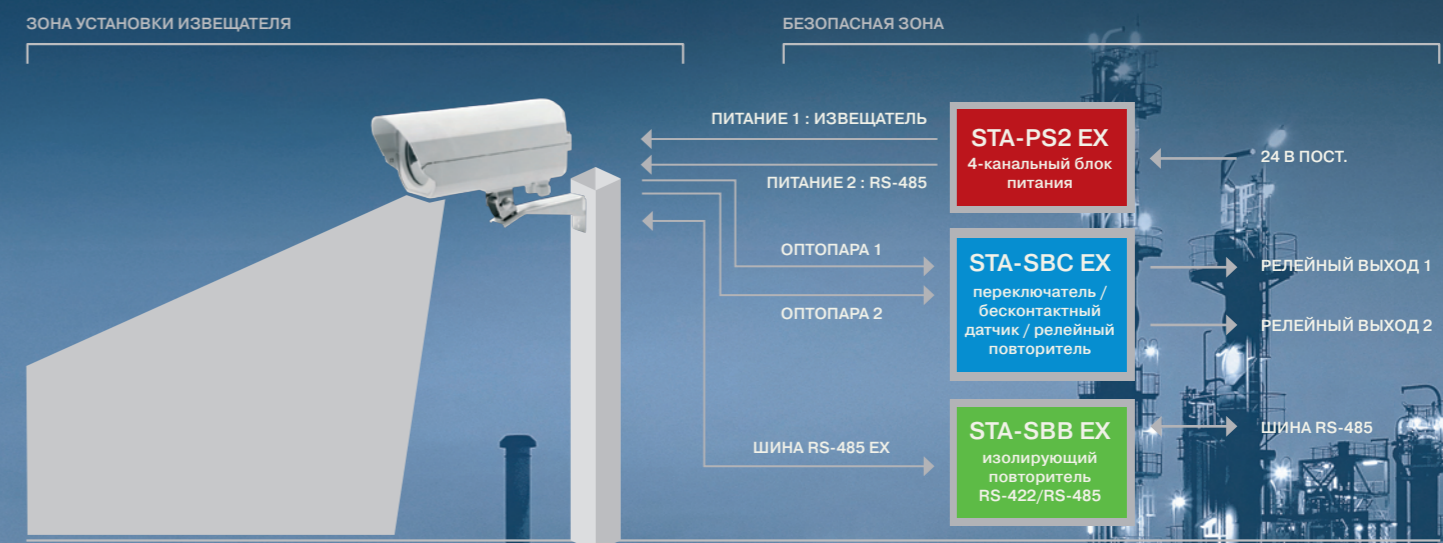 ЗОНА УСТАНОВКИ ИЗВЕЩАТЕЛЯ
БЕЗОПАСНАЯ ЗОНА
ПИТАНИЕ 1 : ИЗВЕЩАТЕЛЬ
ПИТАНИЕ 2 : RS-485
STA-PS2 EX
4-канальный блок
питания
24 В ПОСТ.
ОПТОПАРА 1
ОПТОПАРА 2
STA-SBC EX
переключатель /
бесконтактный
датчик / релейный
повторитель
РЕЛЕЙНЫЙ ВЫХОД 1
РЕЛЕЙНЫЙ ВЫХОД 2
ШИНА RS-485 EX
STA-SBB EX
изолирующий
повторитель
RS-422/RS-485
ШИНА RS-485